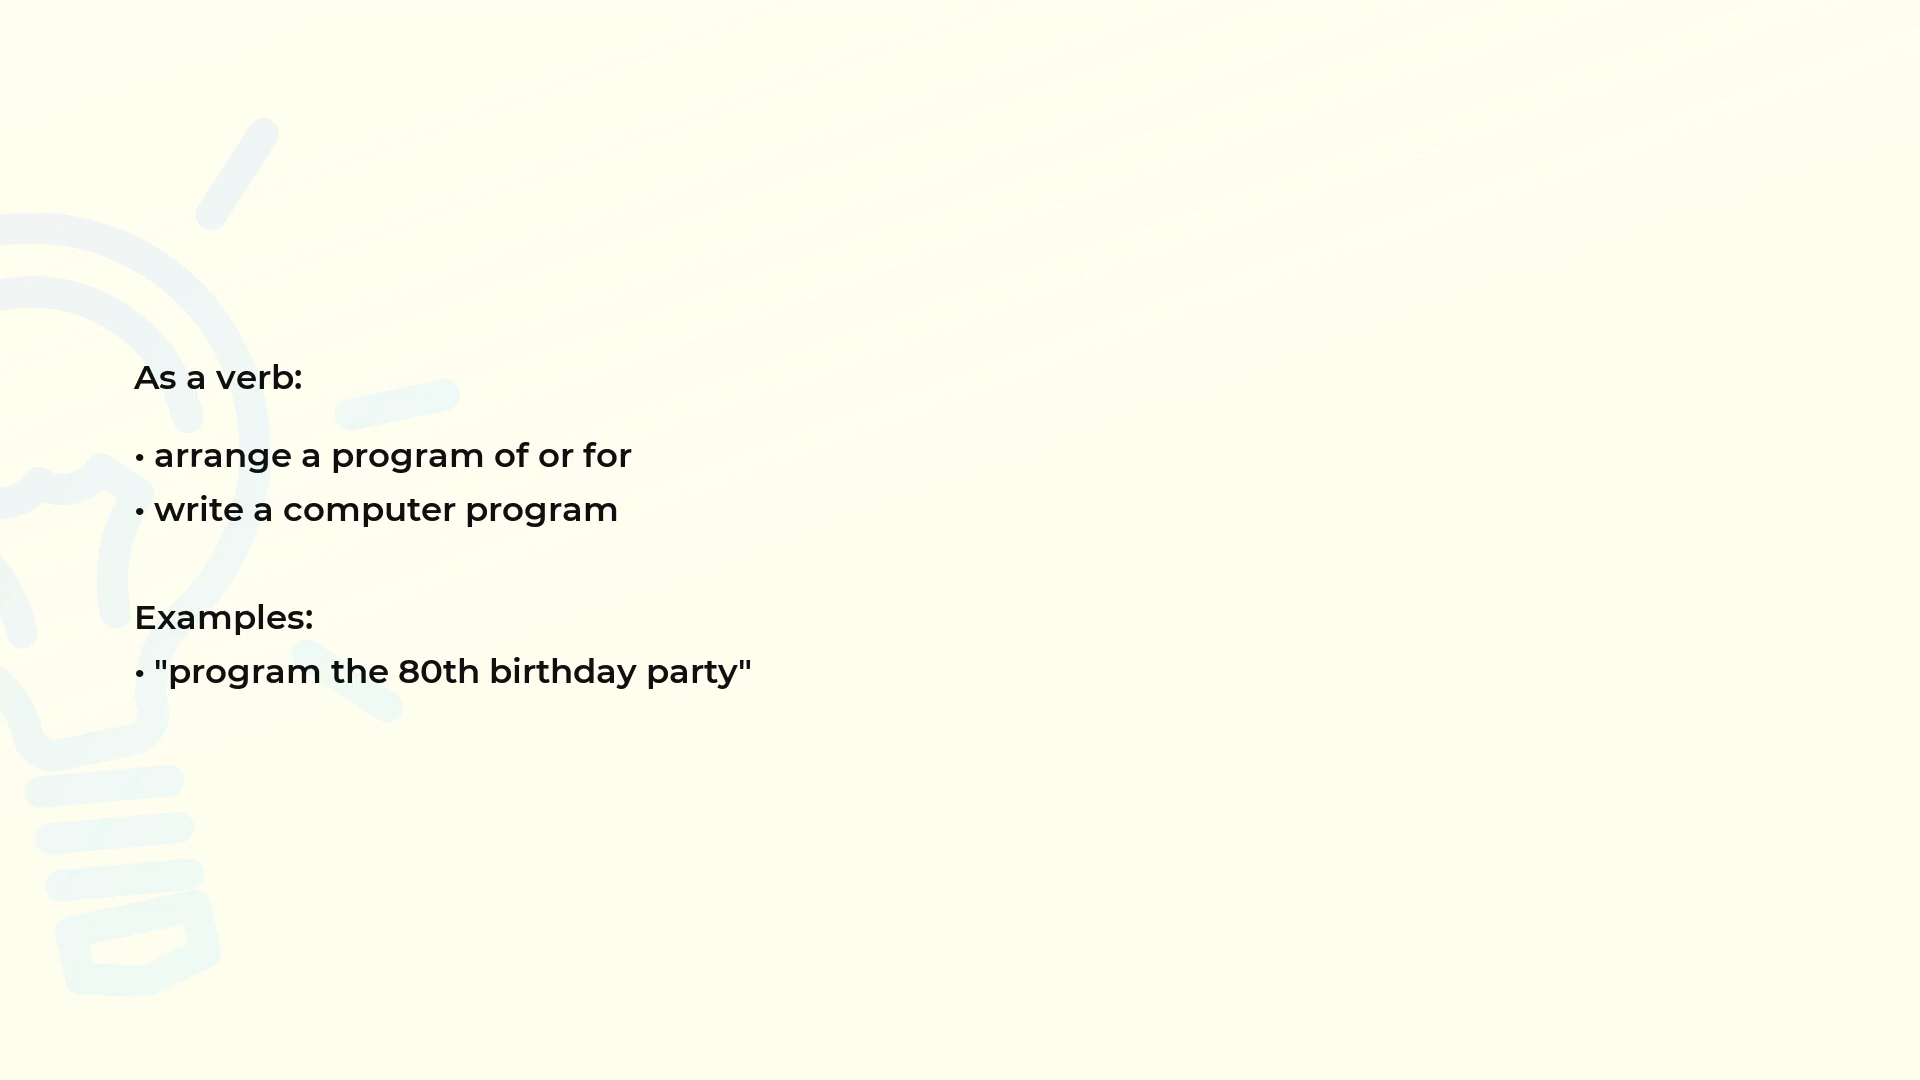 As a verb:
• arrange a program of or for
• write a computer program
Examples:
• "program the 80th birthday party"